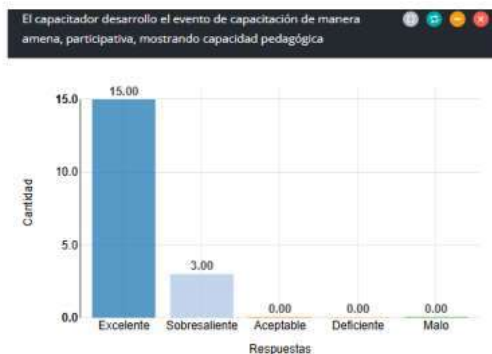 El capacitador desarrollo el evento de capacitación de manera
amena, participativa, mostrando capacidad pedagógica
15.00
15.0
10.0
5.0
0.0
3.00
0.00
0.00
0.00
Cantidad
Excelente
Sobresaliente
Aceptable
Deficiente
Malo
Respuestas